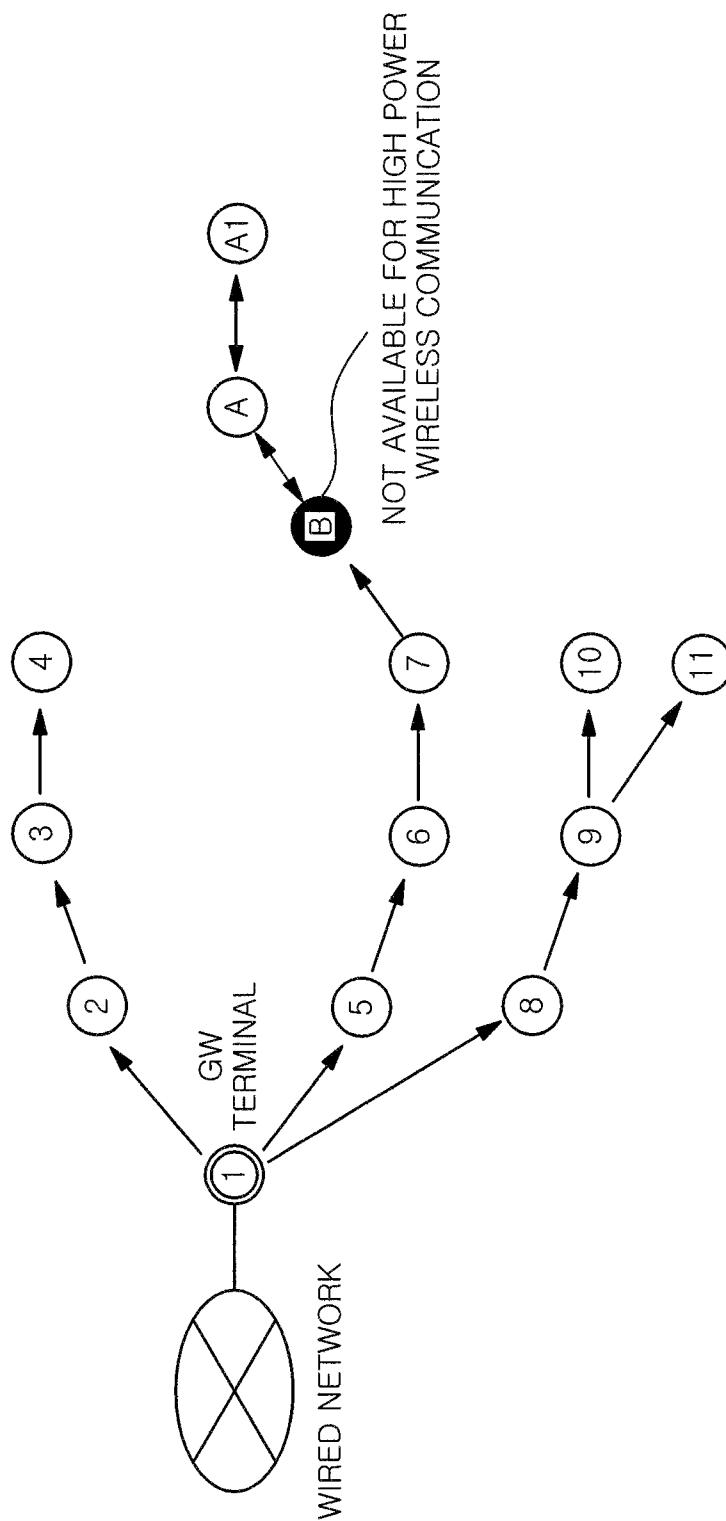 WIRED NETWORK
1
GW
TERMINAL
2
3
4
5
6
7
8
9
10
11
B
A
A1
NOT AVAILABLE FOR HIGH POWER
WIRELESS COMMUNICATION